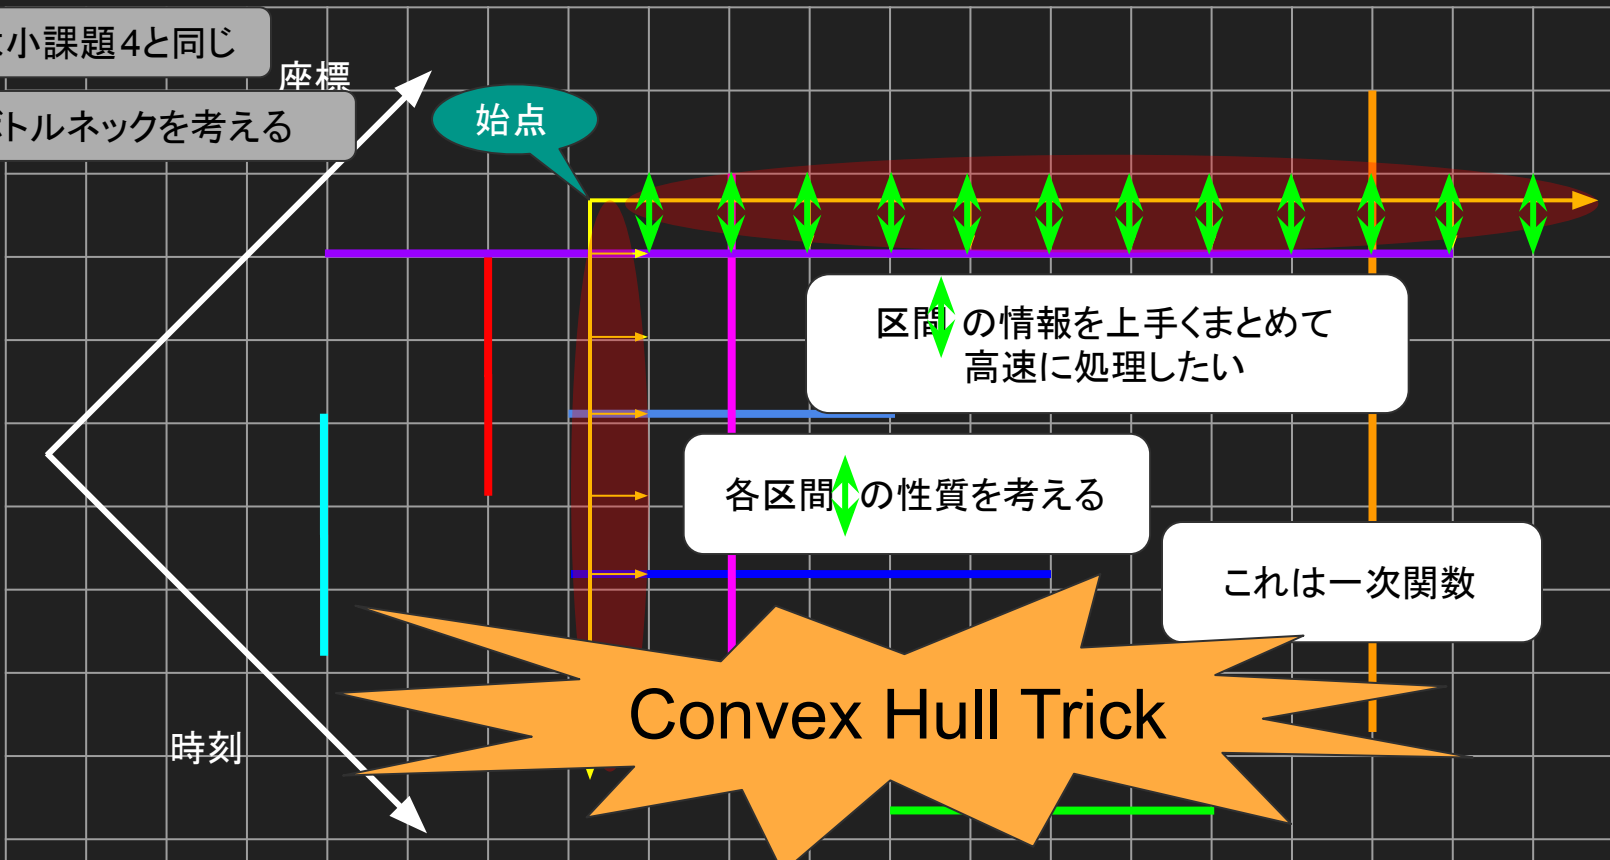 は小課題4と同じ
座標
ボトルネックを考える
始点
区間 の情報を上手くまとめて
高速に処理したい
各区間 の性質を考える
これは一次関数
Convex Hull Trick
時刻